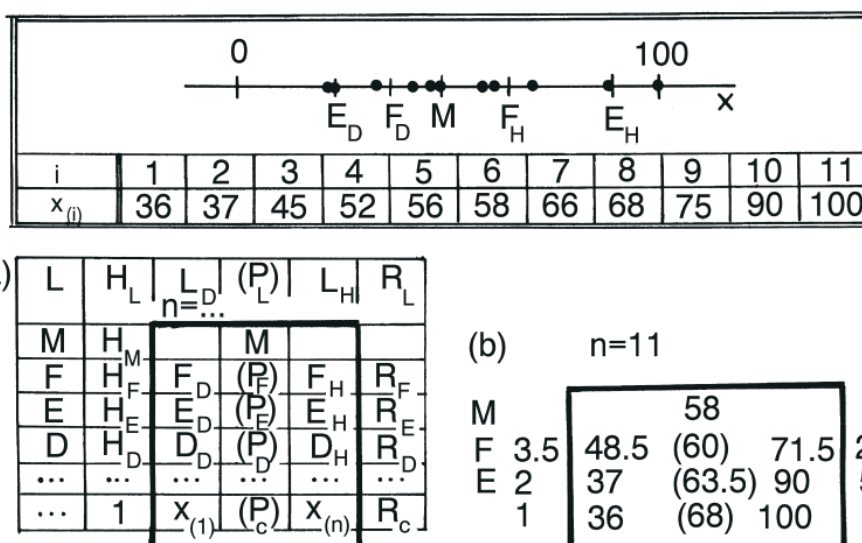 0 100
E_D F_D M F_H E_H x
i 1 2 3 4 5 6 7 8 9 10 11
x_(i) 36 37 45 52 56 58 66 68 75 90 100
L H_L L_D (P_L) L_H R_L
n=...
M H_M M
F H_F F_D (P_F) F_H R_F
E H_E E_D (P_E) E_H R_E
D H_D D_D (P_D) D_H R_D
... ... ... ... ... ...
... 1 x_(1) (P_c) x_(n) R_c
(b) n=11
M 58
F 3.5 48.5 (60) 71.5
E 2 37 (63.5) 90
1 36 (68) 100